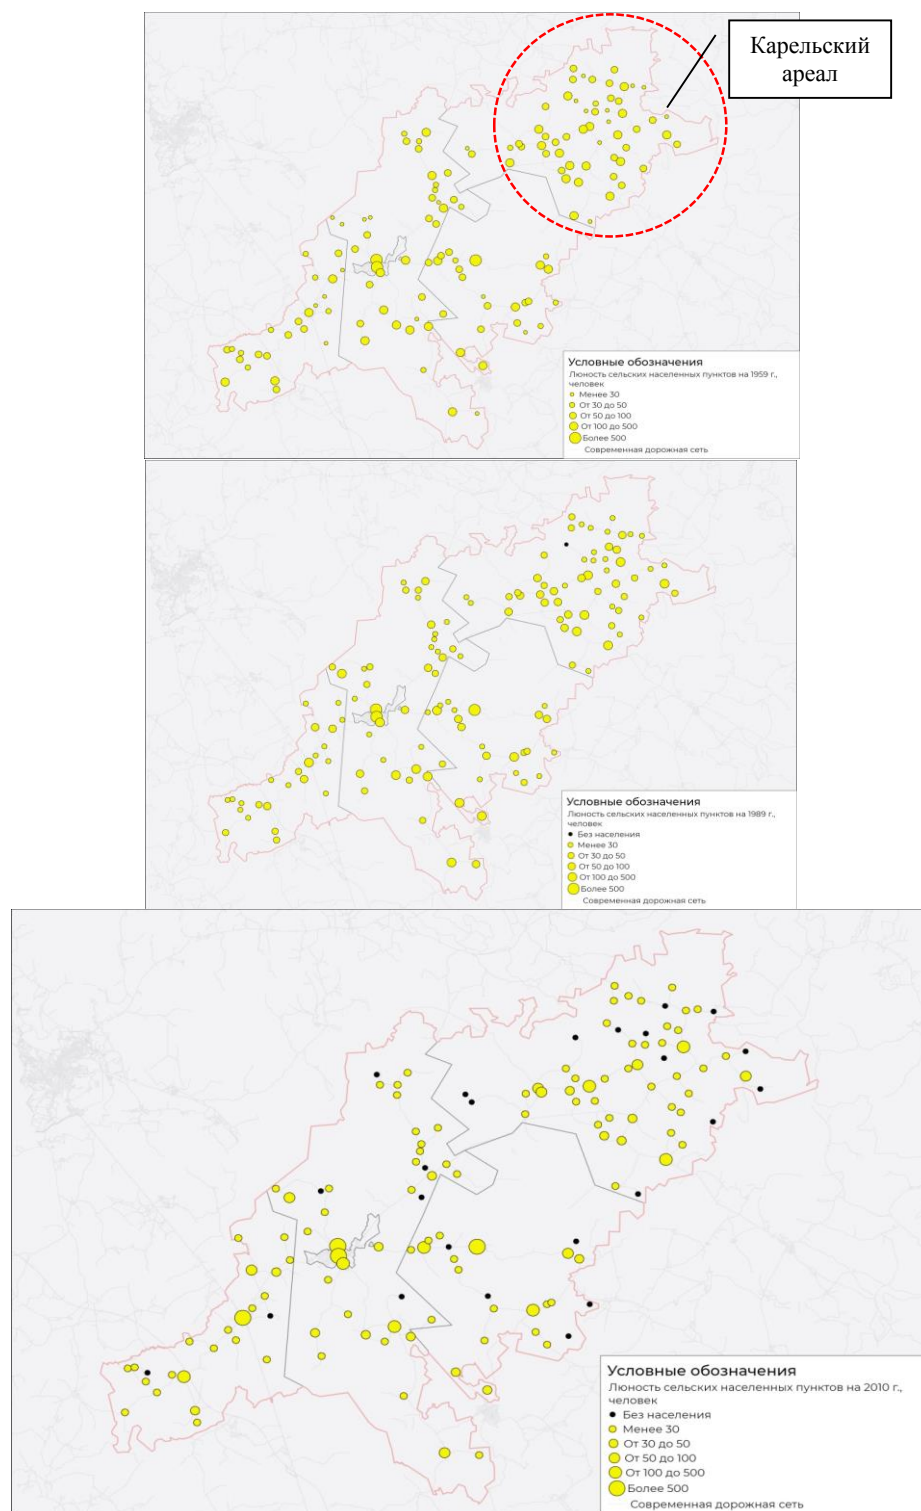 Карельский
ареал
Условные обозначения
Люность сельских населенных пунктов на 1959 г.,
человек
Менее 30
От 30 до 50
От 50 до 100
От 100 до 500
Более 500
Современная дорожная сеть
Условные обозначения
Люность сельских населенных пунктов на 1989 г.,
человек
Без населения
Менее 30
От 30 до 50
От 50 до 100
От 100 до 500
Более 500
Современная дорожная сеть
Условные обозначения
Люность сельских населенных пунктов на 2010 г.,
человек
Без населения
Менее 30
От 30 до 50
От 50 до 100
От 100 до 500
Более 500
Современная дорожная сеть